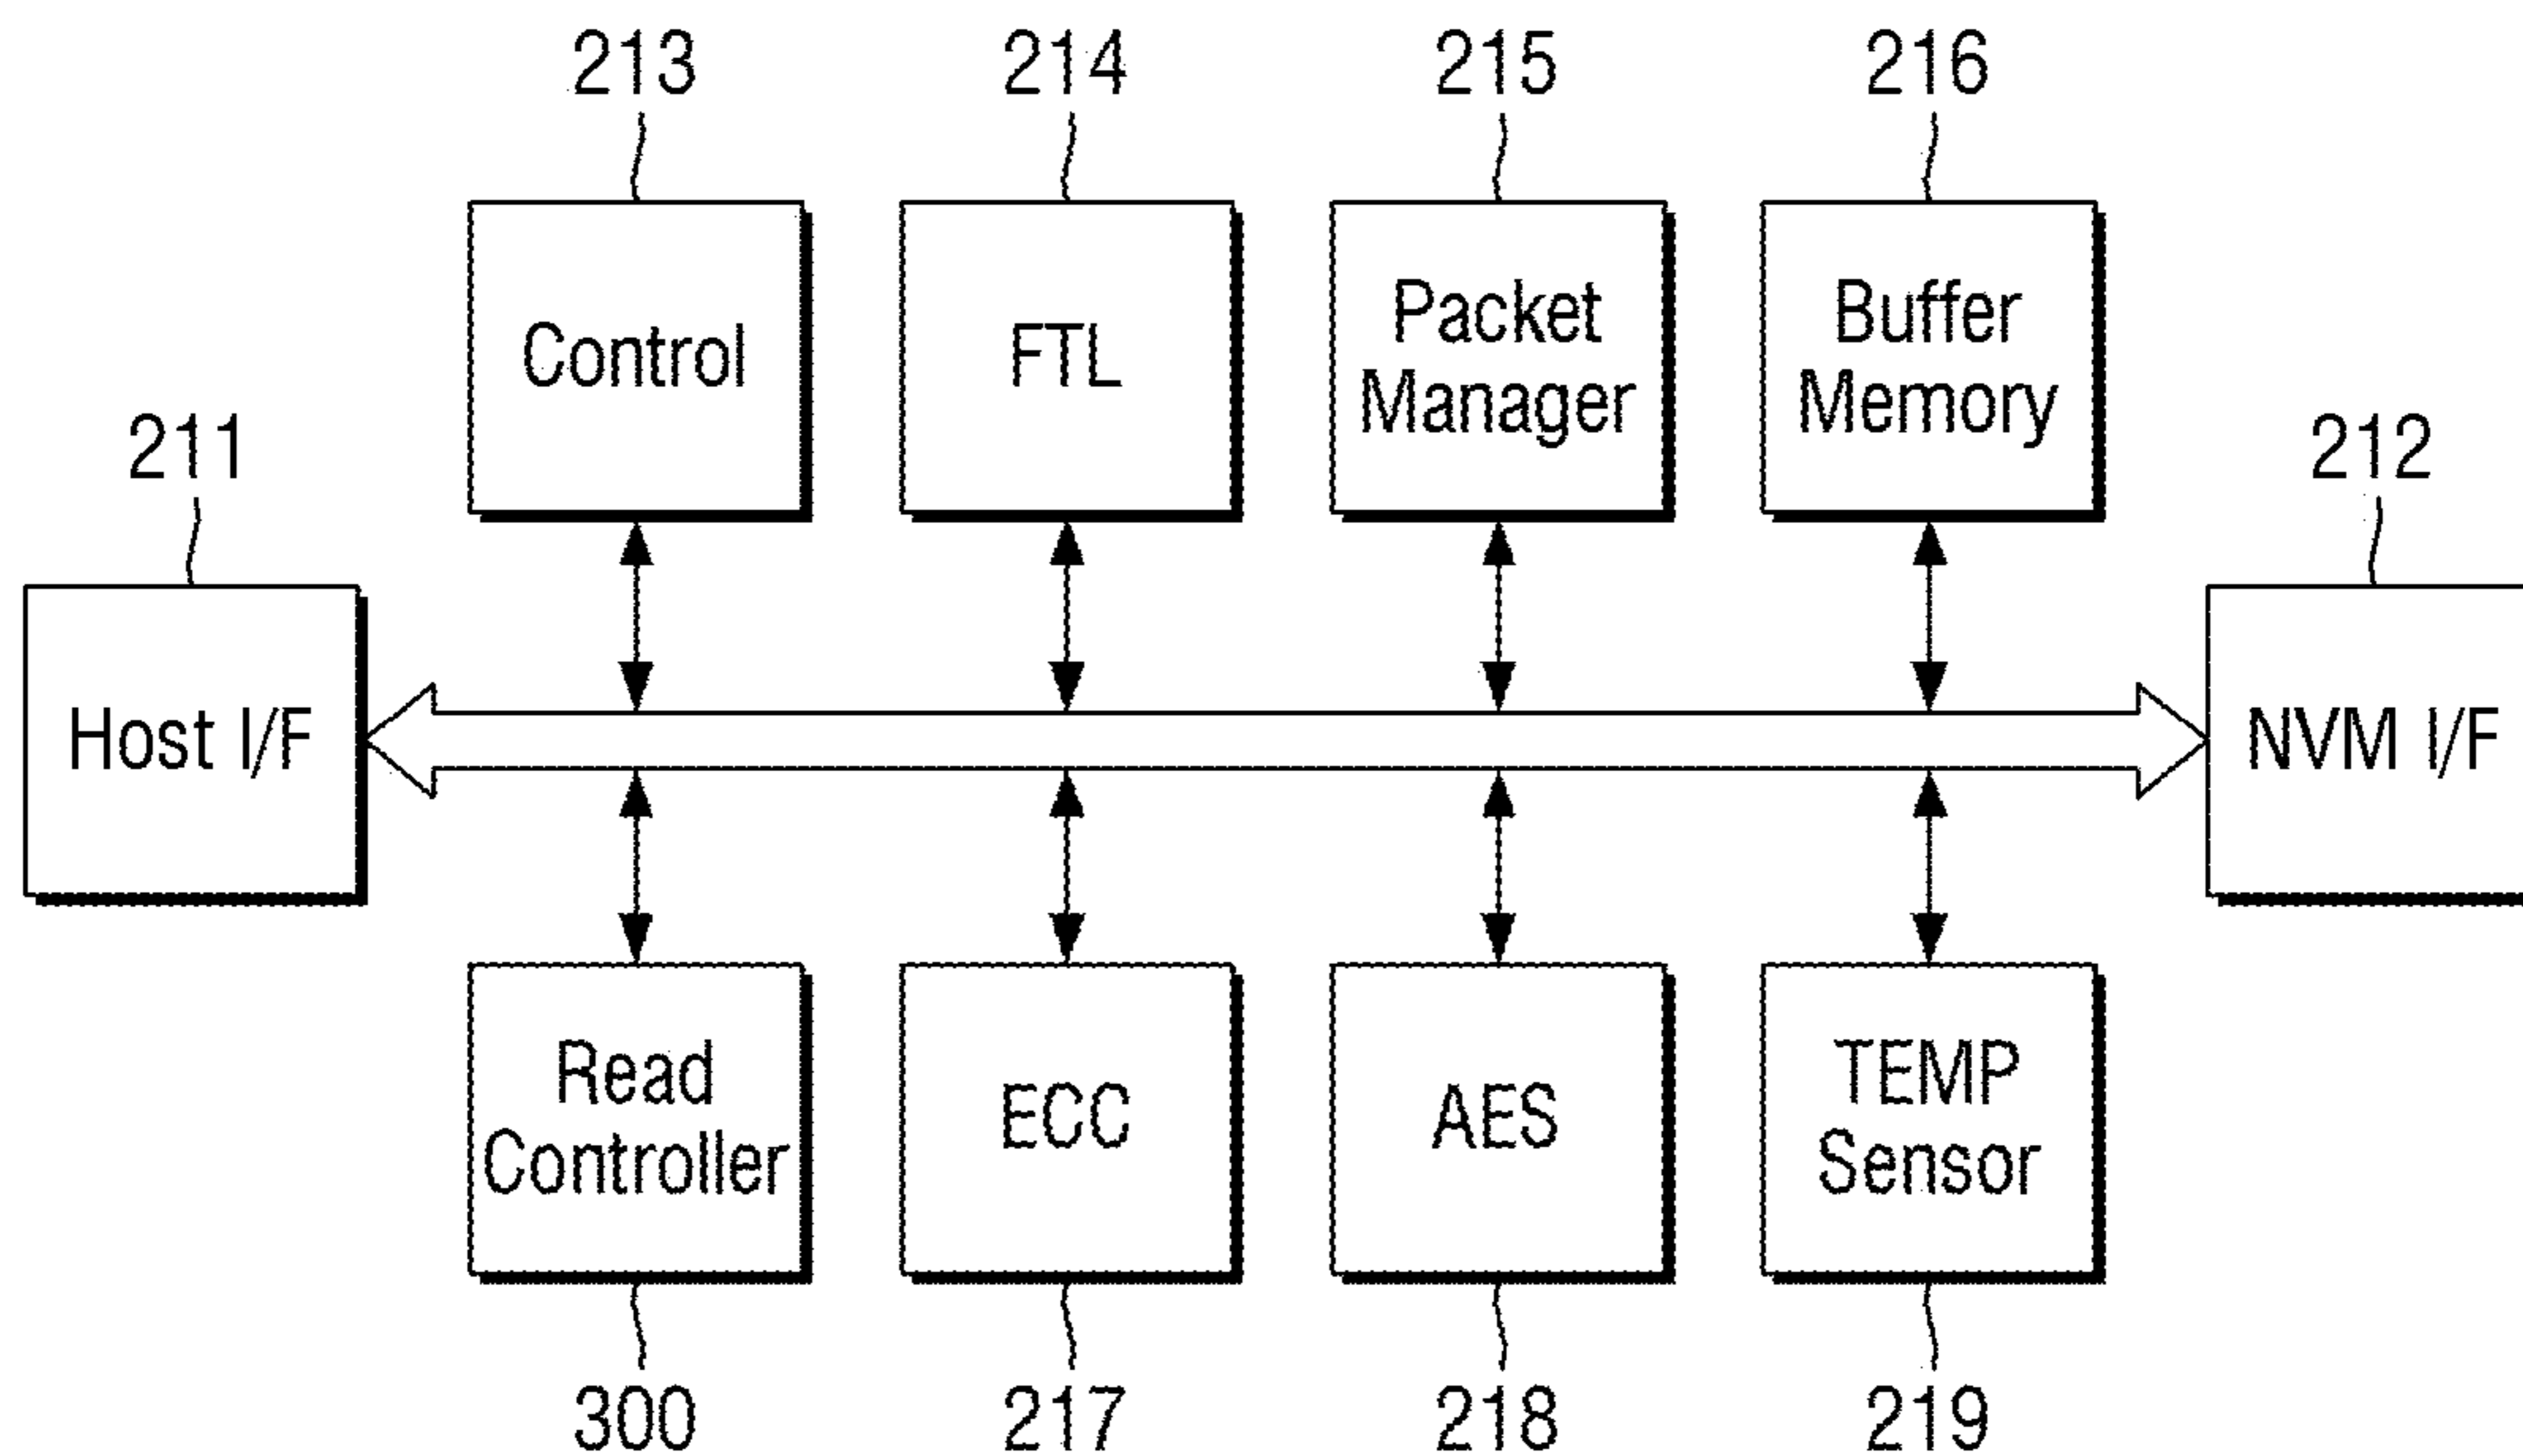 213
214
215
216
Control
FTL
Packet
Manager
Buffer
Memory
211
212
Host I/F
NVM I/F
Read
Controller
ECC
AES
TEMP
Sensor
300
217
218
219